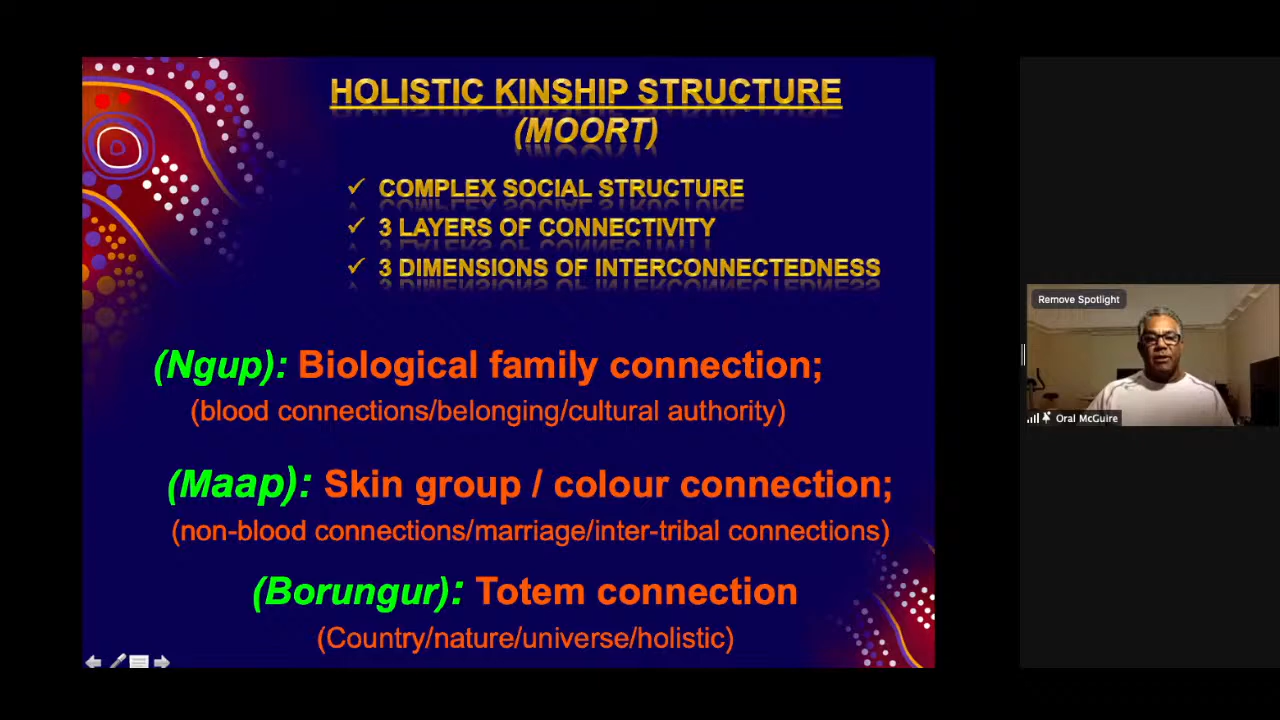 HOLISTIC KINSHIP STRUCTURE
(MOORT)
✓ COMPLEX SOCIAL STRUCTURE
✓ 3 LAYERS OF CONNECTIVITY
✓ 3 DIMENSIONS OF INTERCONNECTEDNESS
(Ngup): Biological family connection;
(blood connections/belonging/cultural authority)
(Maap): Skin group / colour connection;
(non-blood connections/marriage/inter-tribal connections)
(Borungur): Totem connection
(Country/nature/universe/holistic)
Remove Spotlight
Oral McGuire